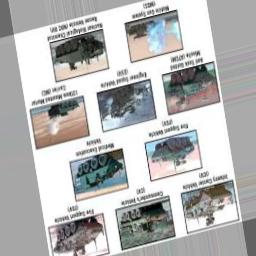 Infantry Carrier Vehicle
(ICV)
Commander's Vehicle
(CV)
Fire Support Vehicle
(FSV)
Fire Support Vehicle
(FSV)
Medical Evacuation
Vehicle
Anti Tank Guided
Missile (ATGM)
Engineer Squad Vehicle
(ESV)
120mm Mounted Mortar
Carrier (MC)
Mobile Gun System
(MGS)
Nuclear Biological Chemical
Recon Vehicle (NBC RV)